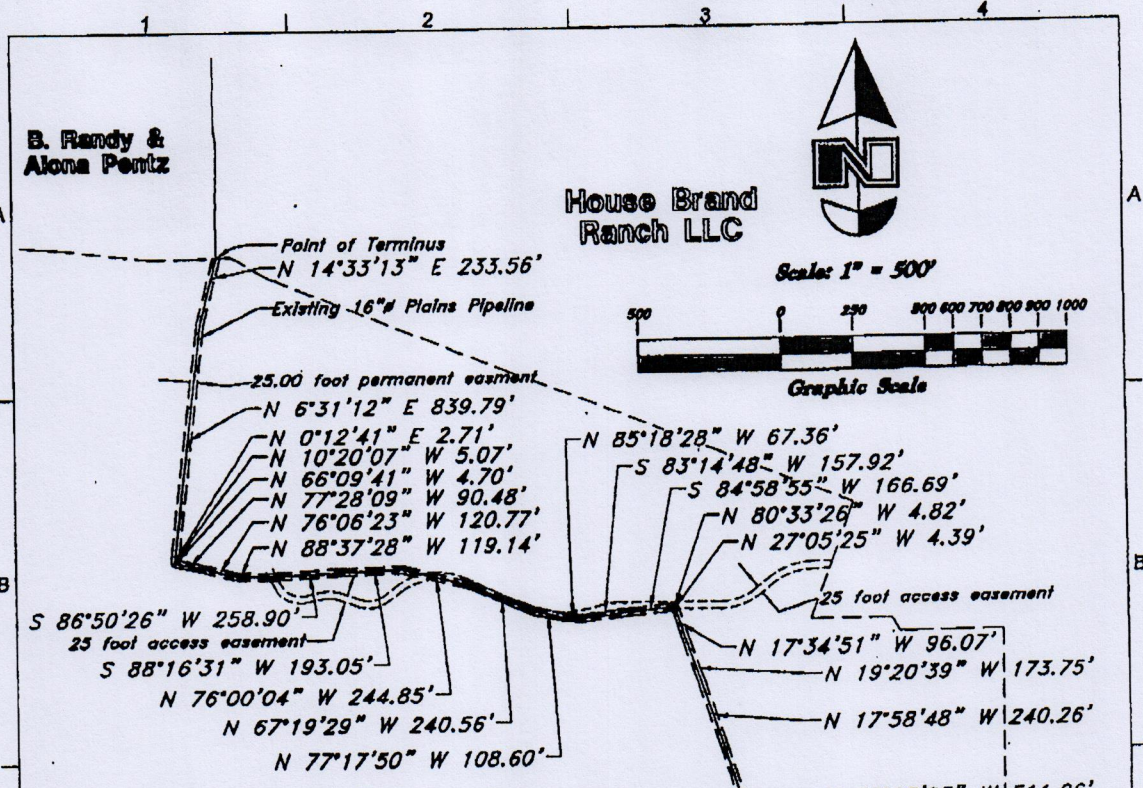 1 2 3 4
B. Randy &
Alona Pentz
House Brand
Ranch LLC
N
A A
Point of Terminus
N 14°33'13" E 233.56'
Scale: 1" = 500'
Existing 16"ø Plains Pipeline
500 0 250 500 600 700 800 900 1000
Graphic Scale
25.00 foot permanent easment
N 6°31'12" E 839.79'
N 0°12'41" E 2.71'
N 10°20'07" W 5.07'
N 66°09'41" W 4.70'
N 77°28'09" W 90.48'
N 76°06'23" W 120.77'
N 88°37'28" W 119.14'
N 85°18'28" W 67.36'
S 83°14'48" W 157.92'
S 84°58'55" W 166.69'
N 80°33'26" W 4.82'
N 27°05'25" W 4.39'
B B
25 foot access easement
S 86°50'26" W 258.90'
25 foot access easement
S 88°16'31" W 193.05'
N 76°00'04" W 244.85'
N 67°19'29" W 240.56'
N 77°17'50" W 108.60'
N 17°34'51" W 96.07'
N 19°20'39" W 173.75'
N 17°58'48" W 240.26'